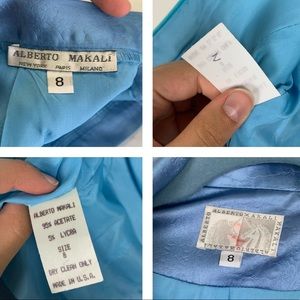 ALBERTO MAKALI
NEW YORK PARIS MILANO
8
N
ALBERTO MAKALI
95% ACETATE
5% LYCRA
SIZE
8
DRY CLEAN ONLY
MADE IN U.S.A.
ALBERTO MAKALI
8